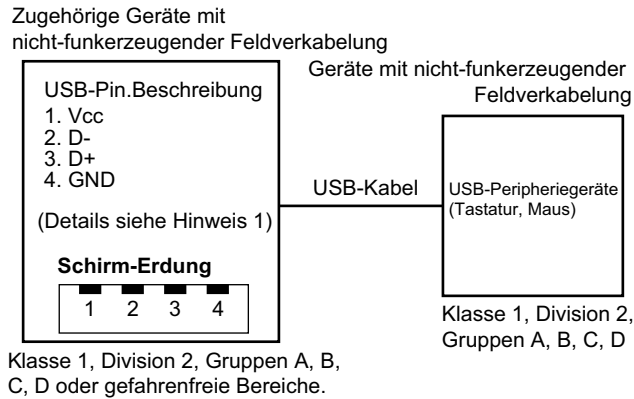 Zugehörige Geräte mit
nicht-funkerzeugender Feldverkabelung
Geräte mit nicht-funkerzeugender
Feldverkabelung
USB-Pin.Beschreibung
1. Vcc
2. D-
3. D+
4. GND
(Details siehe Hinweis 1)
Schirm-Erdung
1 2 3 4
USB-Kabel
USB-Peripheriegeräte
(Tastatur, Maus)
Klasse 1, Division 2, Gruppen A, B,
C, D oder gefahrenfreie Bereiche.
Klasse 1, Division 2,
Gruppen A, B, C, D